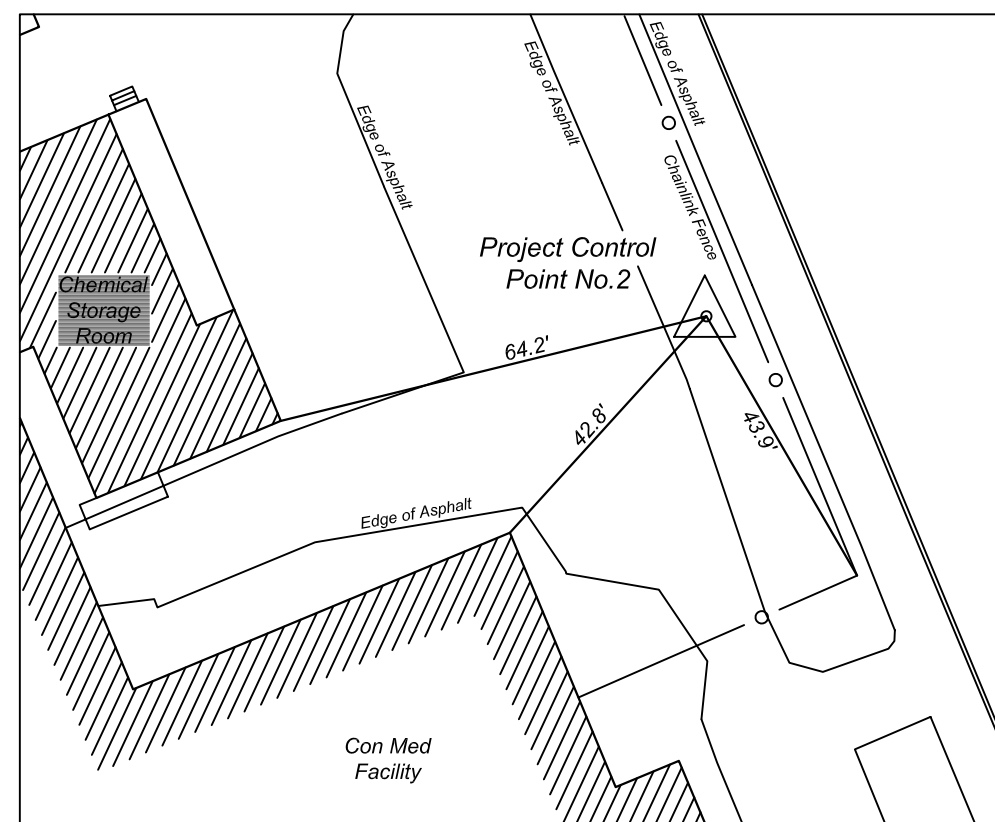 Edge of Asphalt
Edge of Asphalt
Edge of Asphalt
Chainlink Fence
Project Control
Point No.2
Chemical
Storage
Room
64.2'
42.8'
43.9'
Edge of Asphalt
Con Med
Facility